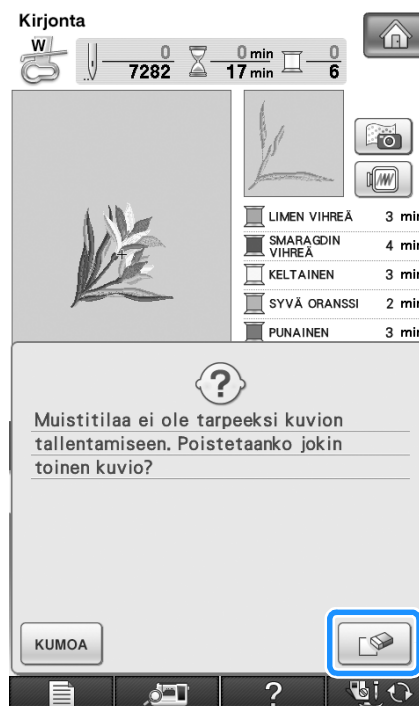 Kirjonta
W
0 0 min 0
7282 17 min 6
LIMEN VIHREÄ 3 min
SMARAGDIN
VIHREÄ 4 min
KELTAINEN 3 min
SYVÄ ORANSSI 2 min
PUNAINEN 3 min
?
Muistitilaa ei ole tarpeeksi kuvion
tallentamiseen. Poistetaanko jokin
toinen kuvio?
KUMOA
?